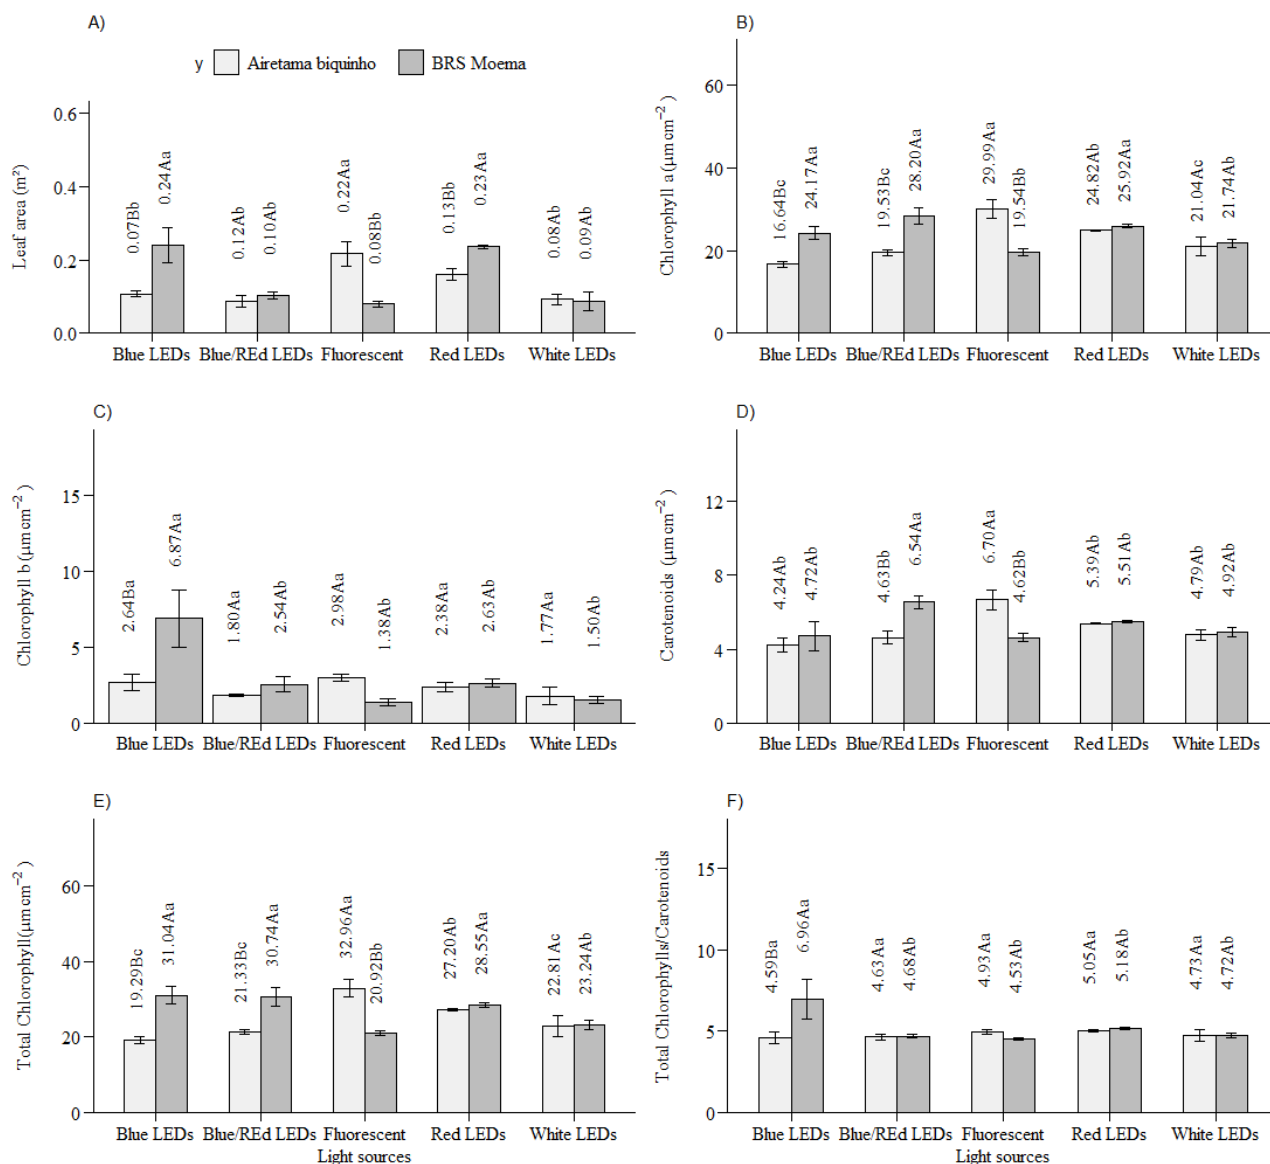 A)
y Airetama biquinho BRS Moema
Leaf area (m²)
0.6
0.4
0.2
0.0
0.07Bb 0.24Aa 0.12Ab 0.10Ab 0.22Aa 0.08Bb 0.13Bb 0.23Aa 0.08Ab 0.09Ab
Blue LEDs Blue/REd LEDs Fluorescent Red LEDs White LEDs
B)
Chlorophyll a (μm cm⁻²)
60
40
20
0
16.64Bc 24.17Aa 19.53Bc 28.20Aa 29.99Aa 19.54Bb 24.82Ab 25.92Aa 21.04Ac 21.74Ab
Blue LEDs Blue/REd LEDs Fluorescent Red LEDs White LEDs
C)
Chlorophyll b (μm cm⁻²)
15
10
5
0
2.64Ba 6.87Aa 1.80Aa 2.54Ab 2.98Aa 1.38Ab 2.38Aa 2.63Ab 1.77Aa 1.50Ab
Blue LEDs Blue/REd LEDs Fluorescent Red LEDs White LEDs
D)
Carotenoids (μm cm⁻²)
12
8
4
0
4.24Ab 4.72Ab 4.63Bb 6.54Aa 6.70Aa 4.62Bb 5.39Ab 5.51Ab 4.79Ab 4.92Ab
Blue LEDs Blue/REd LEDs Fluorescent Red LEDs White LEDs
E)
Total Chlorophyll (μm cm⁻²)
60
40
20
0
19.29Bc 31.04Aa 21.33Bc 30.74Aa 32.96Aa 20.92Bb 27.20Ab 28.55Aa 22.81Ac 23.24Ab
Blue LEDs Blue/REd LEDs Fluorescent Red LEDs White LEDs
Light sources
F)
Total Chlorophylls/Carotenoids
15
10
5
0
4.59Ba 6.96Aa 4.63Aa 4.68Ab 4.93Aa 4.53Ab 5.05Aa 5.18Ab 4.73Aa 4.72Ab
Blue LEDs Blue/REd LEDs Fluorescent Red LEDs White LEDs
Light sources